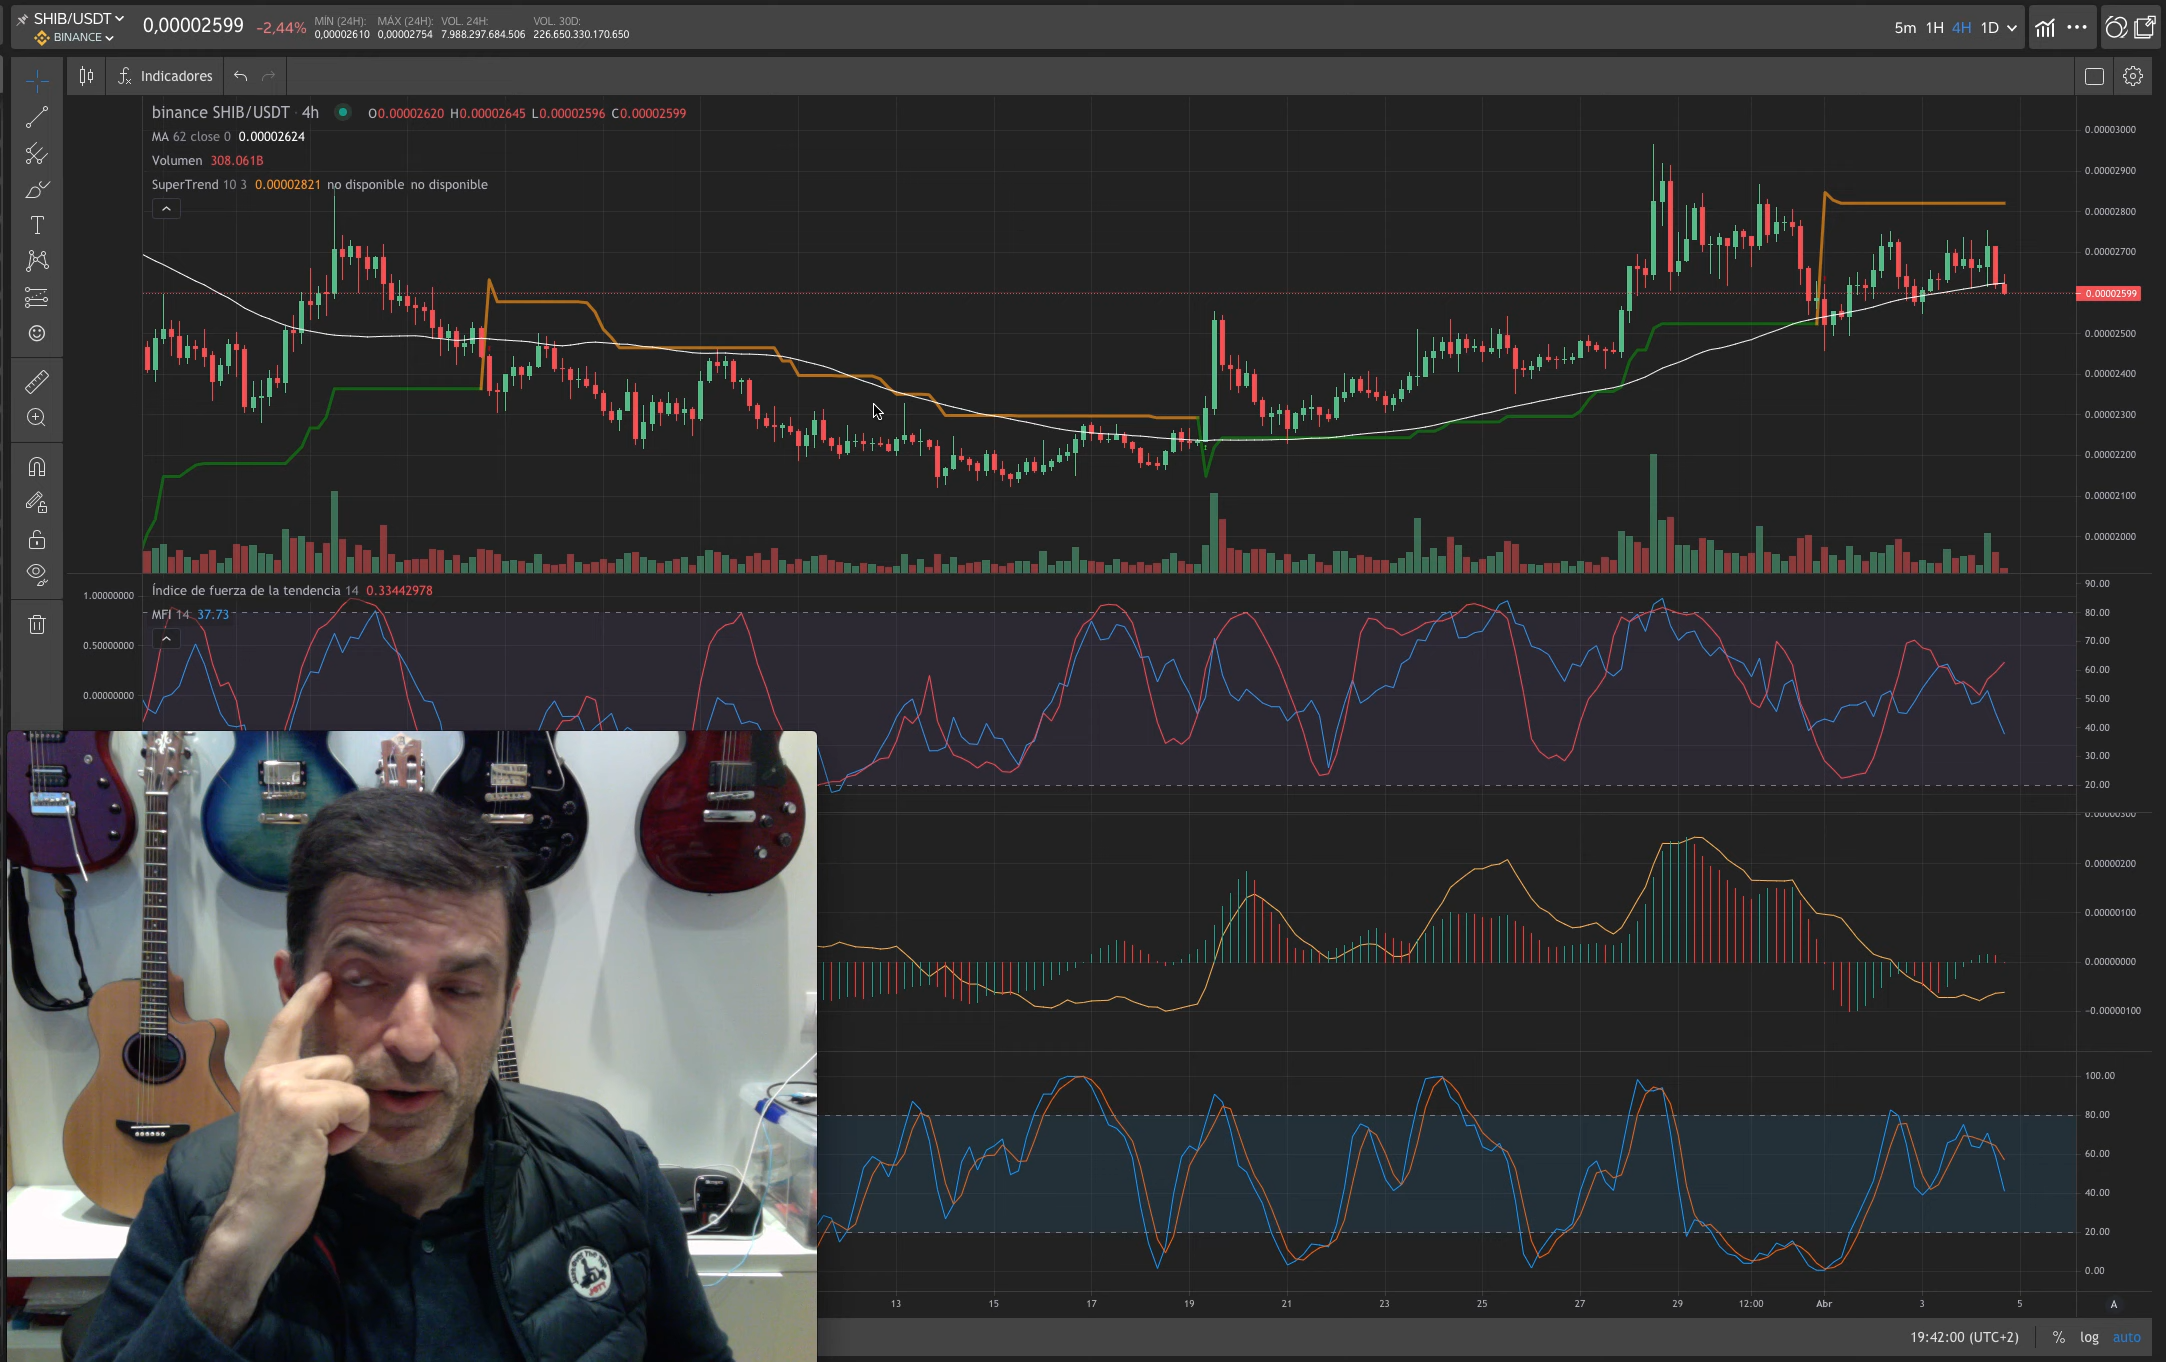 SHIB/USDT
BINANCE
0,00002599
-2,44%
MÍN (24H):
0,00002610
MÁX (24H):
0,00002754
VOL. 24H:
7.988.297.684.506
VOL. 30D:
226.650.330.170.650
5m 1H 4H 1D
Indicadores
binance SHIB/USDT · 4h O0.00002620 H0.00002645 L0.00002596 C0.00002599
MA 62 close 0 0.00002624
Volumen 308.061B
SuperTrend 10 3 0.00002821 no disponible no disponible
0.00003000
0.00002900
0.00002800
0.00002700
0.00002599
0.00002500
0.00002400
0.00002300
0.00002200
0.00002100
0.00002000
Índice de fuerza de la tendencia 14 0.33442978
MFI 14 37.73
1.00000000
0.50000000
0.00000000
90.00
80.00
70.00
60.00
50.00
40.00
30.00
20.00
0.00000300
0.00000200
0.00000100
0.00000000
-0.00000100
100.00
80.00
60.00
40.00
20.00
0.00
13 15 17 19 21 23 25 27 29 12:00 Abr 3 5 A
19:42:00 (UTC+2) % log auto